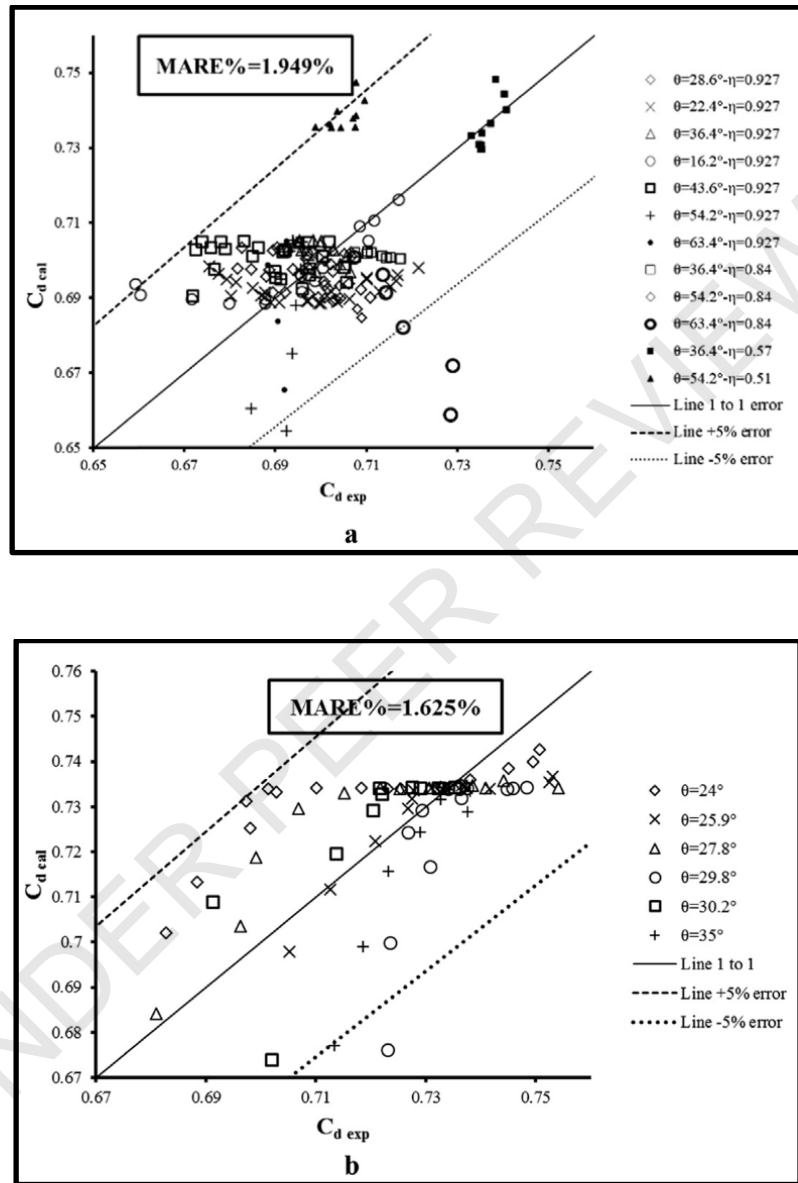 MARE%=1.949%
0.75
0.73
0.71
0.69
0.67
0.65
C_d cal
0.65 0.67 0.69 0.71 0.73 0.75
C_d exp
θ=28.6°-η=0.927
θ=22.4°-η=0.927
θ=36.4°-η=0.927
θ=16.2°-η=0.927
θ=43.6°-η=0.927
θ=54.2°-η=0.927
θ=63.4°-η=0.927
θ=36.4°-η=0.84
θ=54.2°-η=0.84
θ=63.4°-η=0.84
θ=36.4°-η=0.57
θ=54.2°-η=0.51
Line 1 to 1 error
Line +5% error
Line -5% error
a
MARE%=1.625%
0.76
0.75
0.74
0.73
0.72
0.71
0.7
0.69
0.68
0.67
C_d cal
0.67 0.69 0.71 0.73 0.75
C_d exp
θ=24°
θ=25.9°
θ=27.8°
θ=29.8°
θ=30.2°
θ=35°
Line 1 to 1
Line +5% error
Line -5% error
b
NDER PEER REVIEW